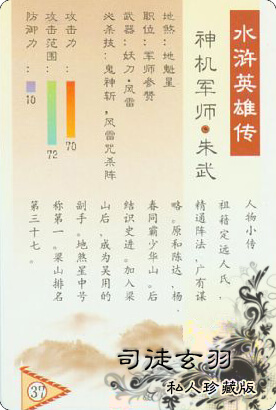 水浒英雄传
神机军师·朱武
地煞：地魁星
职位：军师参赞
武器：妖刀·风雷
必杀技：鬼神斩，风雷咒杀阵
攻击力：
70
攻击范围：
72
防御力：
10
人物小传
祖籍定远人氏，
精通阵法，广有谋
略。原和陈达，杨
春同霸少华山。后
结识史进。加入梁
山后，成为吴用的
副手。地煞星中号
称第一。梁山排名
第三十七。
37
司徒玄羽
私人珍藏版